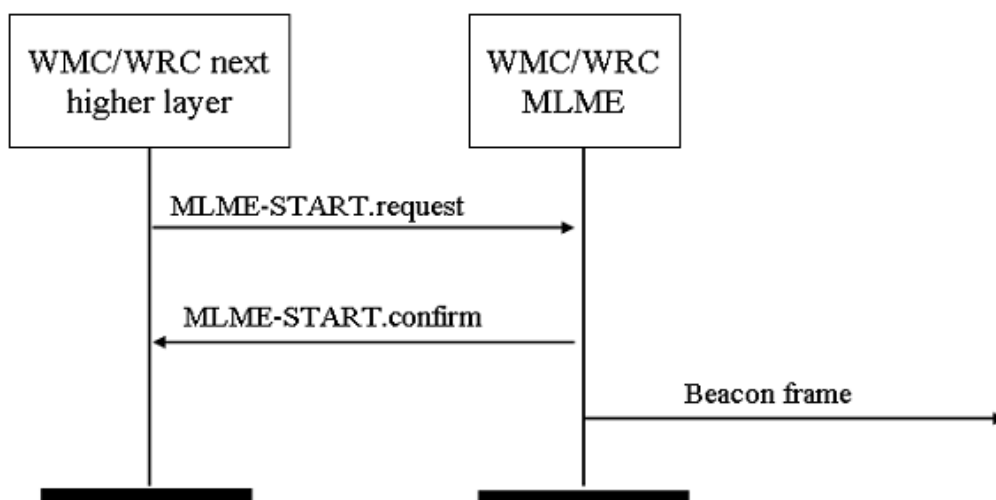 WMC/WRC next
higher layer
WMC/WRC
MLME
MLME-START.request
MLME-START.confirm
Beacon frame